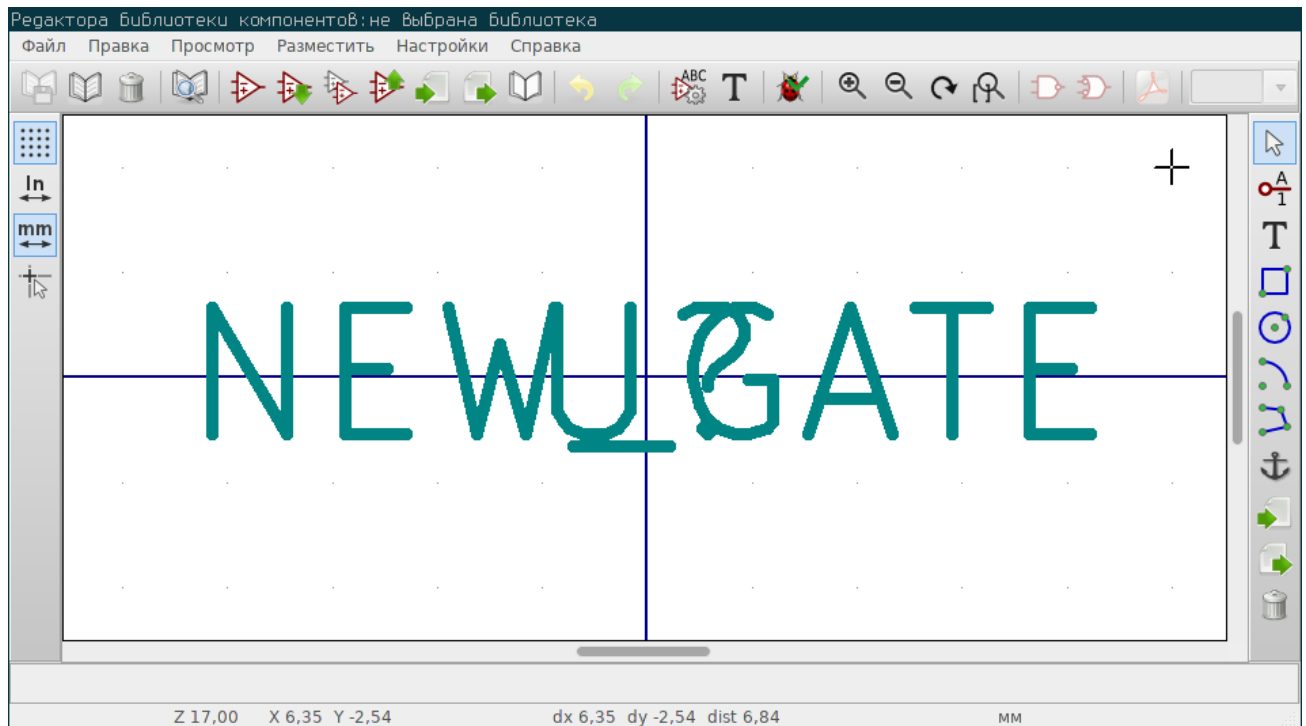 Редактора библиотеки компонентов:не выбрана библиотека
Файл Правка Просмотр Разместить Настройки Справка
ABC T
In
mm
A
1
T
NEW_GATE
U?
Z 17,00 X 6,35 Y -2,54 dx 6,35 dy -2,54 dist 6,84 мм